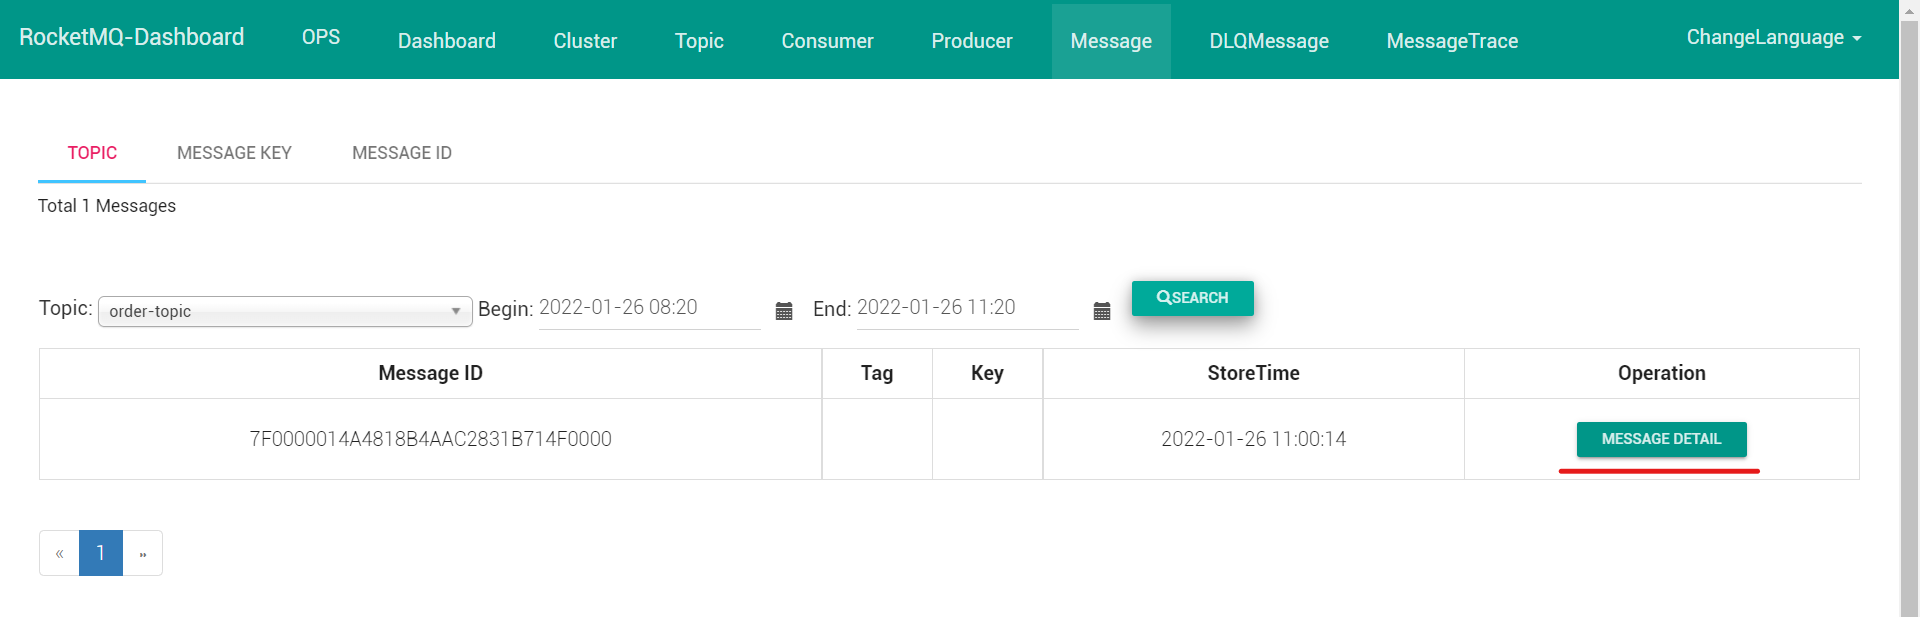 RocketMQ-Dashboard OPS Dashboard Cluster Topic Consumer Producer Message DLQMessage MessageTrace ChangeLanguage
TOPIC MESSAGE KEY MESSAGE ID
Total 1 Messages
Topic: order-topic Begin: 2022-01-26 08:20 End: 2022-01-26 11:20 SEARCH
Message ID Tag Key StoreTime Operation
7F0000014A4818B4AAC2831B714F0000 2022-01-26 11:00:14 MESSAGE DETAIL
« 1 »